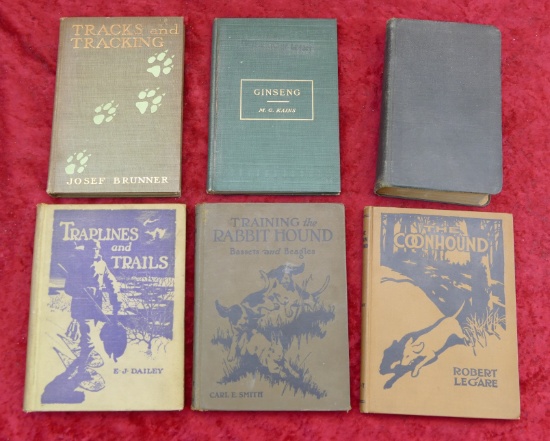 TRACKS and
TRACKING
JOSEF BRUNNER
GINSENG
M. G. KAINS
TRAPLINES
and
TRAILS
E. J. DAILEY
TRAINING the
RABBIT HOUND
Bassets and Beagles
CARL E. SMITH
THE
COONHOUND
ROBERT
LEGARE